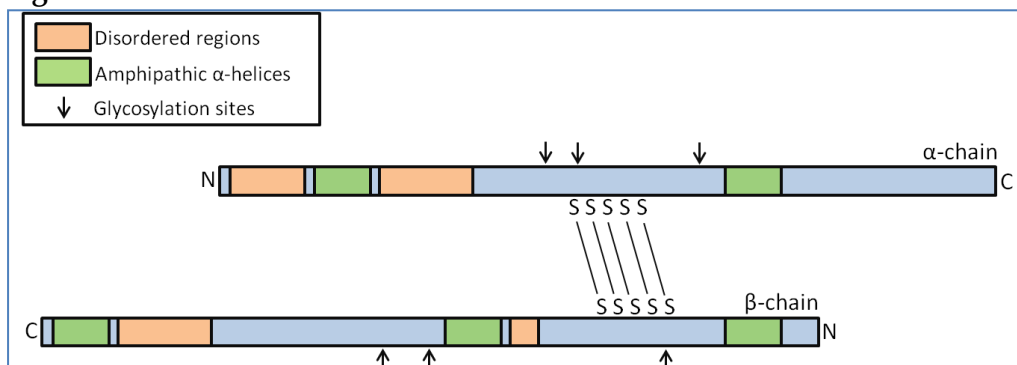 Disordered regions
Amphipathic α-helices
Glycosylation sites
α-chain
N C
S S S S S
S S S S S
β-chain
C N